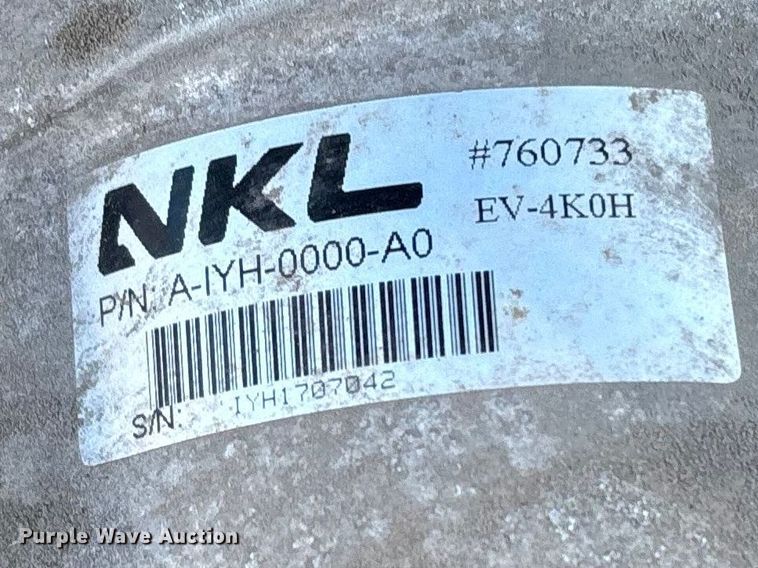 NKL
#760733
EV-4K0H
P/N: A-IYH-0000-A0
S/N: IYH1707042
Purple Wave Auction